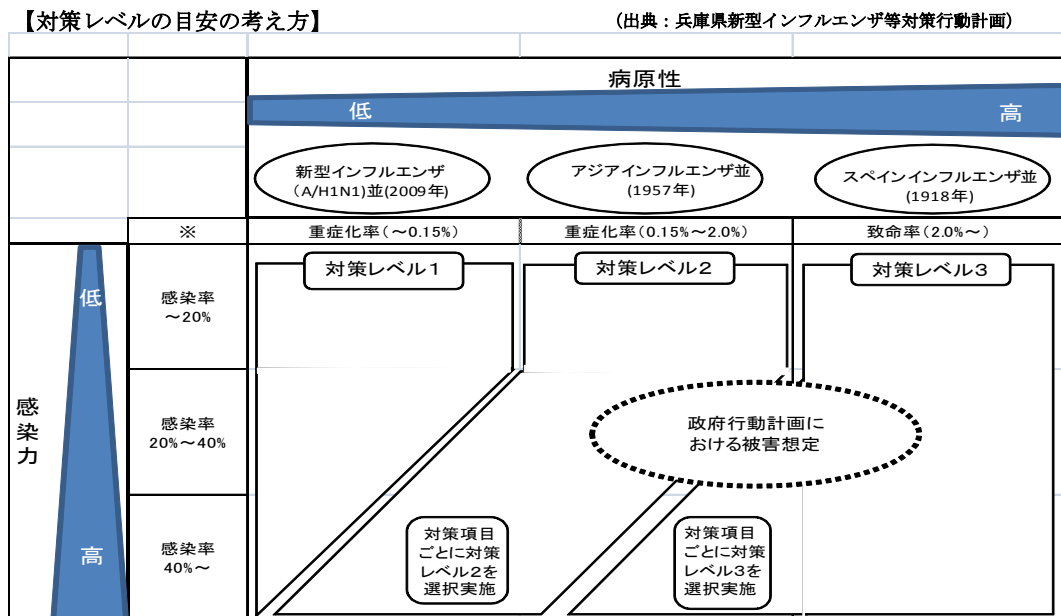 【対策レベルの目安の考え方】
(出典：兵庫県新型インフルエンザ等対策行動計画)
病原性
低
高
新型インフルエンザ
(A/H1N1)並(2009年)
アジアインフルエンザ並
(1957年)
スペインインフルエンザ並
(1918年)
※
重症化率(～0.15%)
重症化率(0.15%～2.0%)
致命率(2.0%～)
対策レベル1
対策レベル2
対策レベル3
感染力
低
高
感染率
～20%
感染率
20%～40%
感染率
40%～
政府行動計画に
おける被害想定
対策項目
ごとに対策
レベル2を
選択実施
対策項目
ごとに対策
レベル3を
選択実施